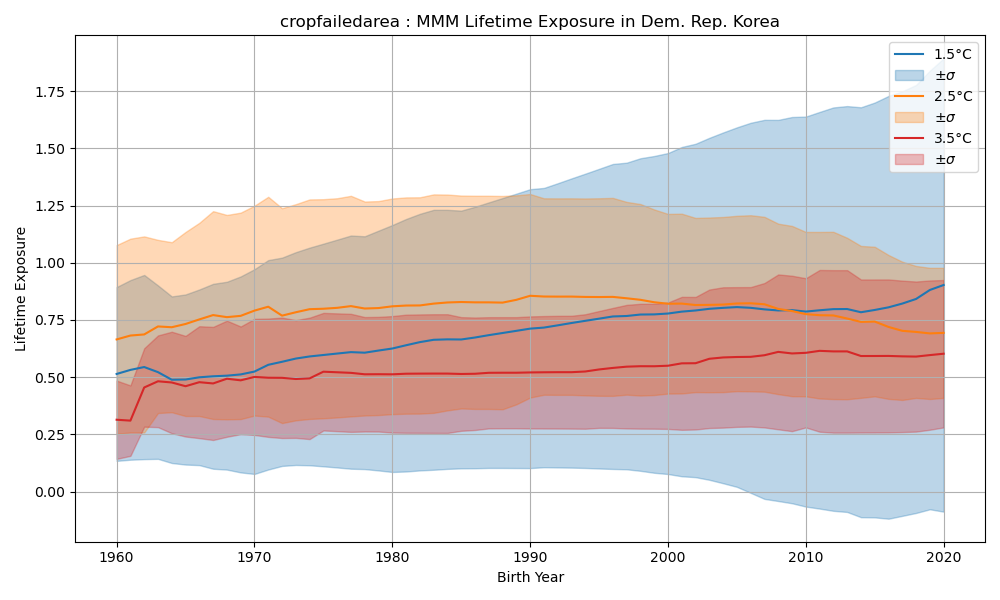 cropfailedarea : MMM Lifetime Exposure in Dem. Rep. Korea
1.5°C
±σ
2.5°C
±σ
3.5°C
±σ
Lifetime Exposure
1.75
1.50
1.25
1.00
0.75
0.50
0.25
0.00
1960 1970 1980 1990 2000 2010 2020
Birth Year